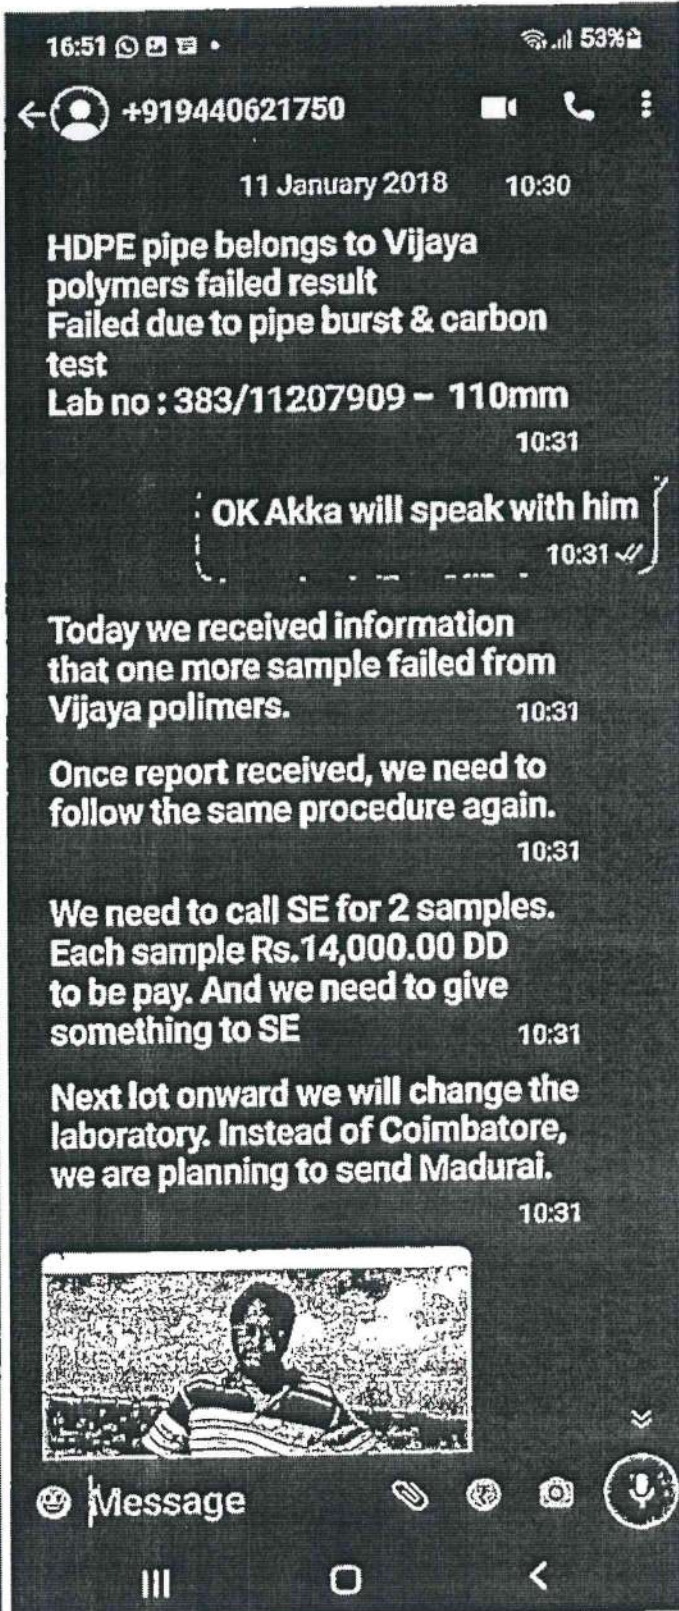 16:51
53%
+919440621750
11 January 2018 10:30
HDPE pipe belongs to Vijaya
polymers failed result
Failed due to pipe burst & carbon
test
Lab no : 383/11207909 – 110mm
10:31
OK Akka will speak with him
10:31
Today we received information
that one more sample failed from
Vijaya polimers. 10:31
Once report received, we need to
follow the same procedure again.
10:31
We need to call SE for 2 samples.
Each sample Rs.14,000.00 DD
to be pay. And we need to give
something to SE 10:31
Next lot onward we will change the
laboratory. Instead of Coimbatore,
we are planning to send Madurai.
10:31
Message